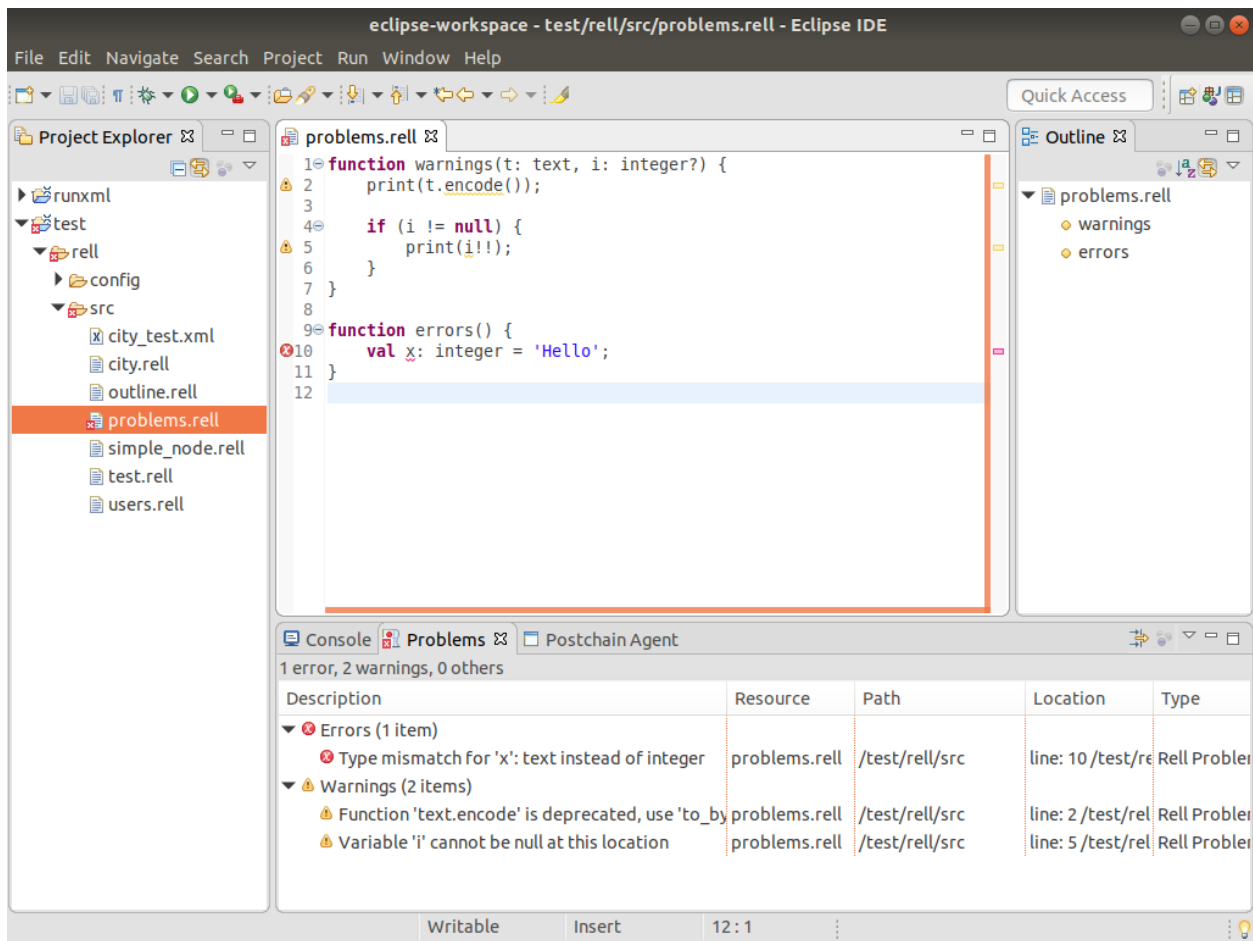 eclipse-workspace - test/rell/src/problems.rell - Eclipse IDE
File Edit Navigate Search Project Run Window Help
Quick Access
Project Explorer
runxml
test
rell
config
src
city_test.xml
city.rell
outline.rell
problems.rell
simple_node.rell
test.rell
users.rell
problems.rell
1 function warnings(t: text, i: integer?) {
2 print(t.encode());
3
4 if (i != null) {
5 print(i!!);
6 }
7 }
8
9 function errors() {
10 val x: integer = 'Hello';
11 }
12
Outline
problems.rell
warnings
errors
Console Problems Postchain Agent
1 error, 2 warnings, 0 others
Description Resource Path Location Type
Errors (1 item)
Type mismatch for 'x': text instead of integer problems.rell /test/rell/src line: 10 /test/re Rell Probler
Warnings (2 items)
Function 'text.encode' is deprecated, use 'to_by problems.rell /test/rell/src line: 2 /test/rel Rell Probler
Variable 'i' cannot be null at this location problems.rell /test/rell/src line: 5 /test/rel Rell Probler
Writable Insert 12 : 1